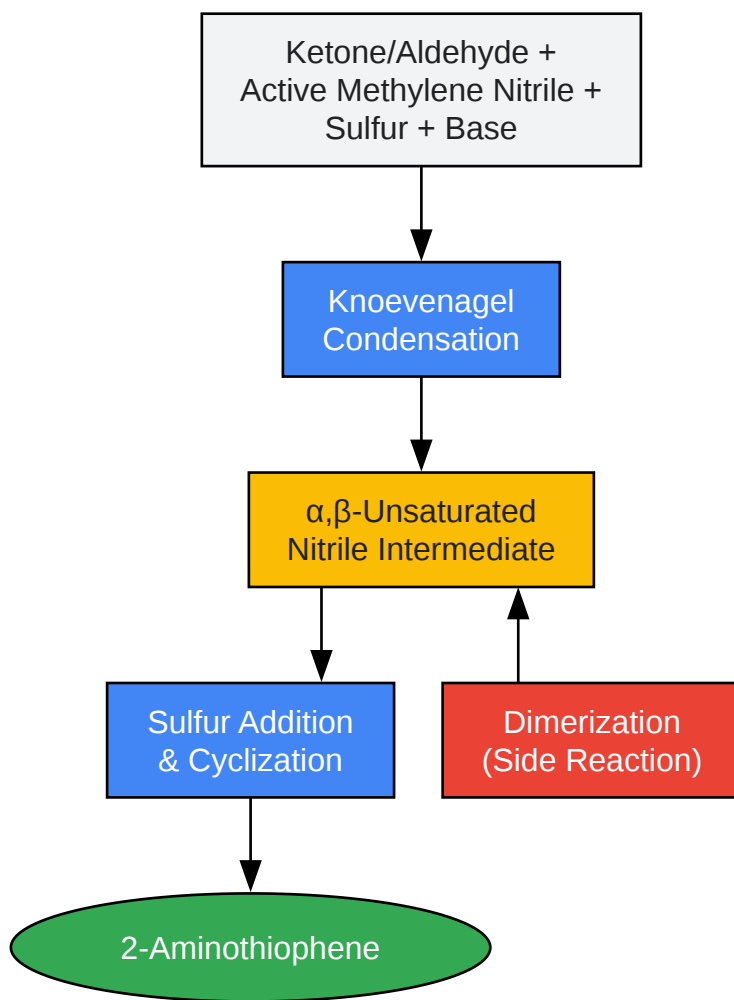 Ketone/Aldehyde +
Active Methylene Nitrile +
Sulfur + Base
Knoevenagel
Condensation
α,β-Unsaturated
Nitrile Intermediate
Sulfur Addition
& Cyclization
Dimerization
(Side Reaction)
2-Aminothiophene